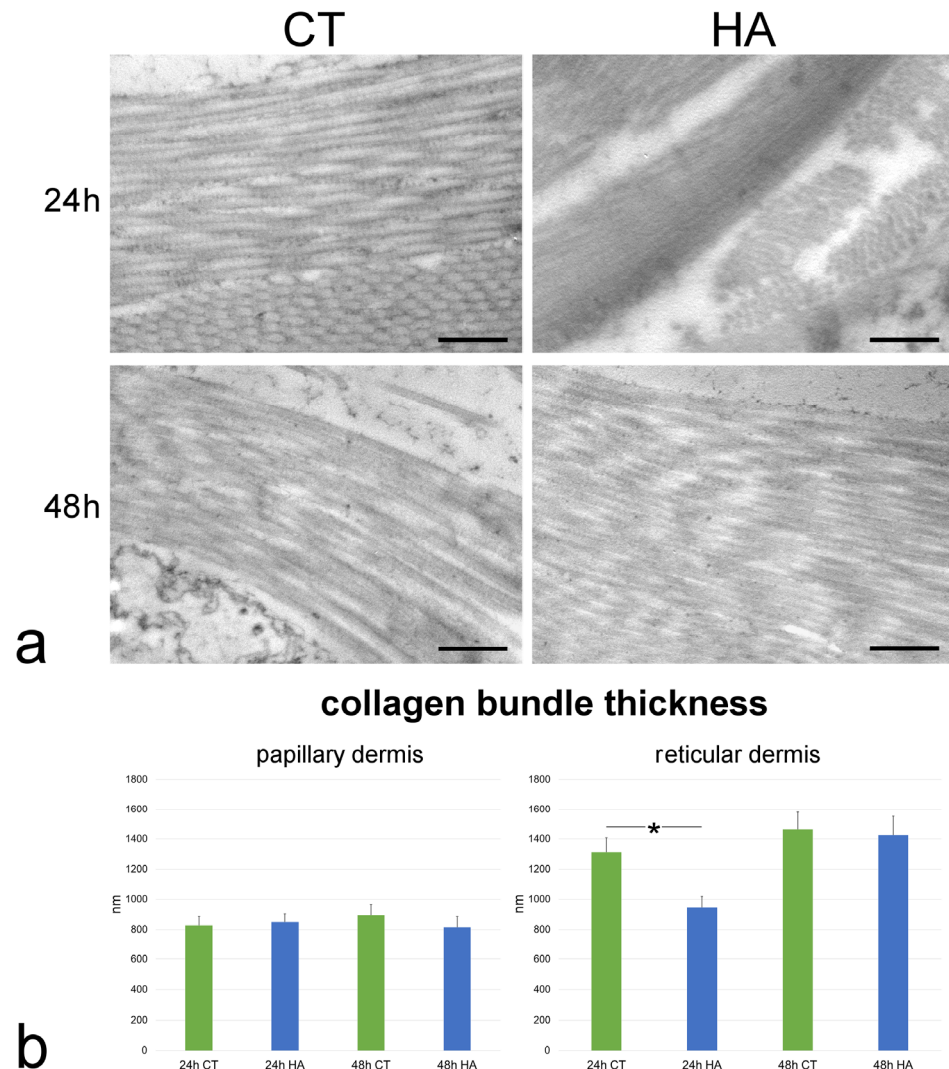 CT
HA
24h
48h
a
collagen bundle thickness
papillary dermis
reticular dermis
1800
1600
1400
1200
1000
800
600
400
200
0
nm
24h CT
24h HA
48h CT
48h HA
1800
1600
1400
1200
1000
800
600
400
200
0
nm
*
24h CT
24h HA
48h CT
48h HA
b